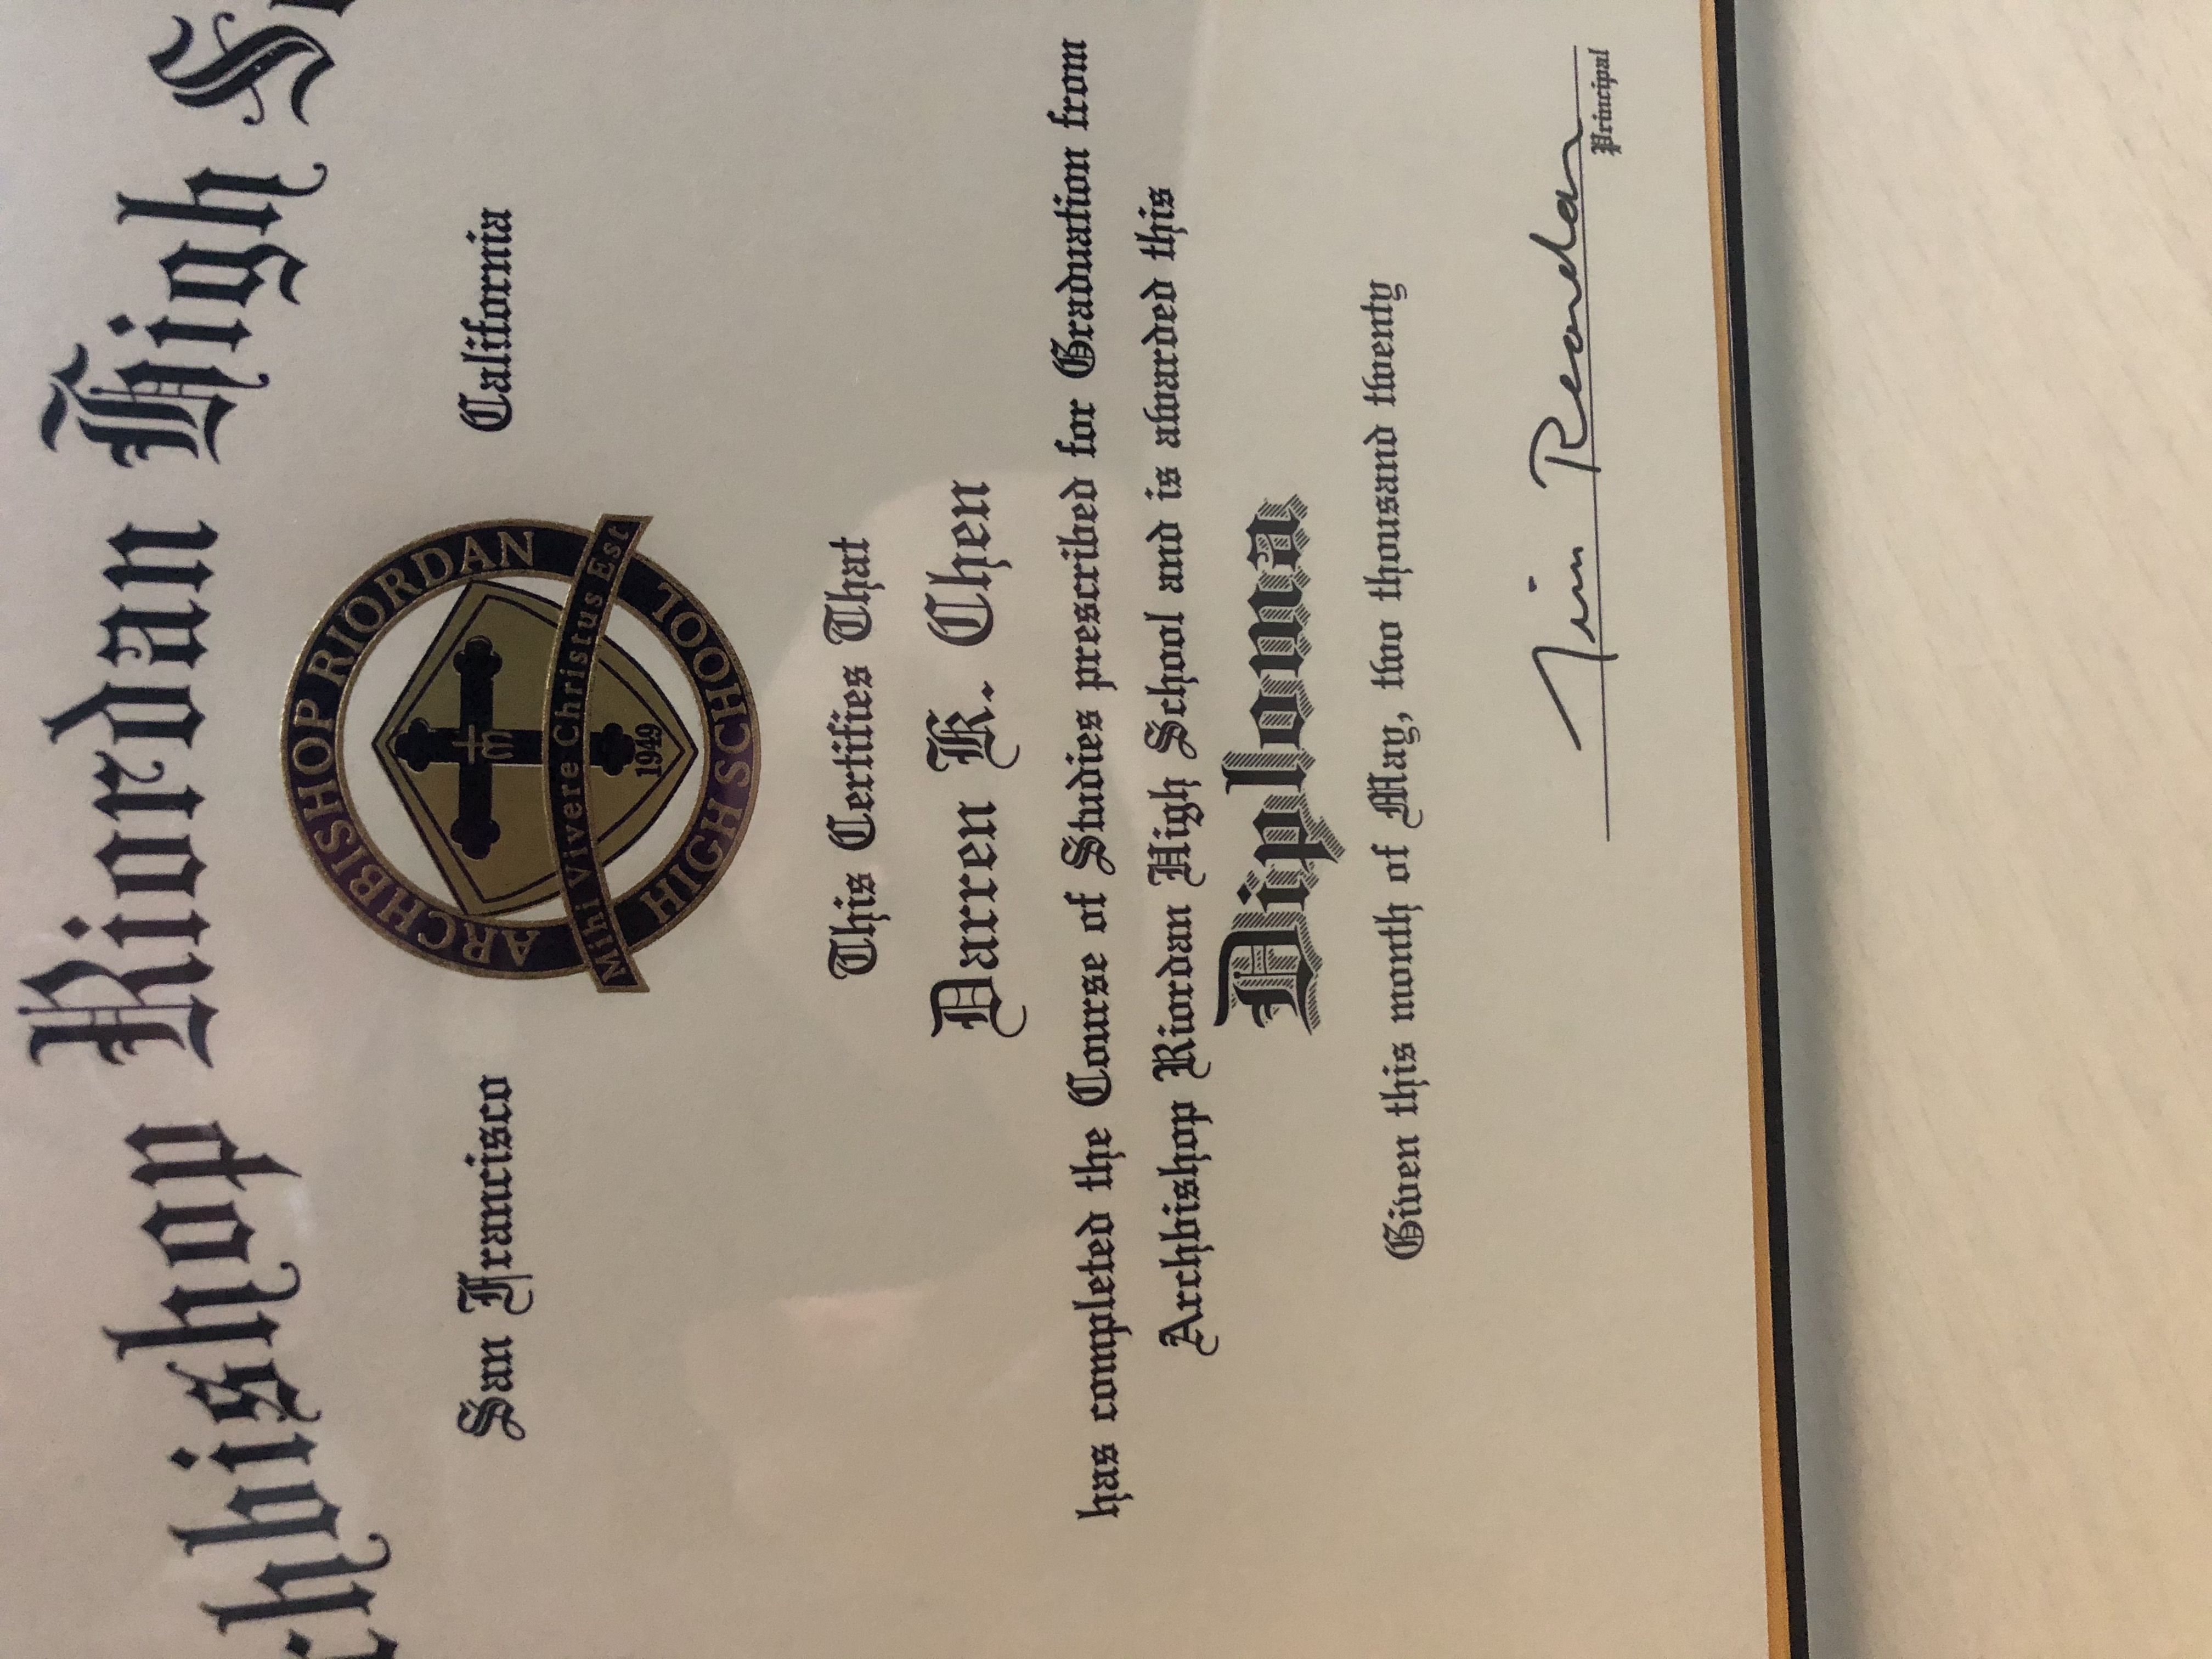 Archbishop Riordan High S
San Francisco
California
ARCHBISHOP RIORDAN
Mihi Vivere Christus Est
1949
HIGH SCHOOL
This Certifies That
Darren K. Chen
has completed the Course of Studies prescribed for Graduation from
Archbishop Riordan High School and is awarded this
Diploma
Given this month of May, two thousand twenty
Tim Reardon
Principal